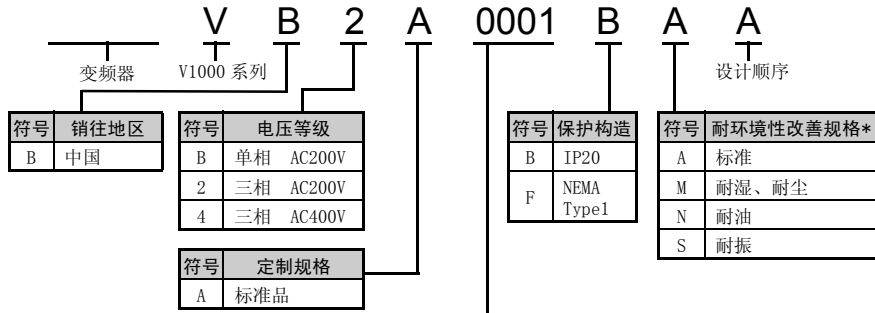 V B 2 A 0001 B A A
变频器 V1000 系列 设计顺序
符号 销往地区
B 中国
符号 电压等级
B 单相 AC200V
2 三相 AC200V
4 三相 AC400V
符号 定制规格
A 标准品
符号 保护构造
B IP20
F NEMA
Type1
符号 耐环境性改善规格*
A 标准
M 耐湿、耐尘
N 耐油
S 耐振